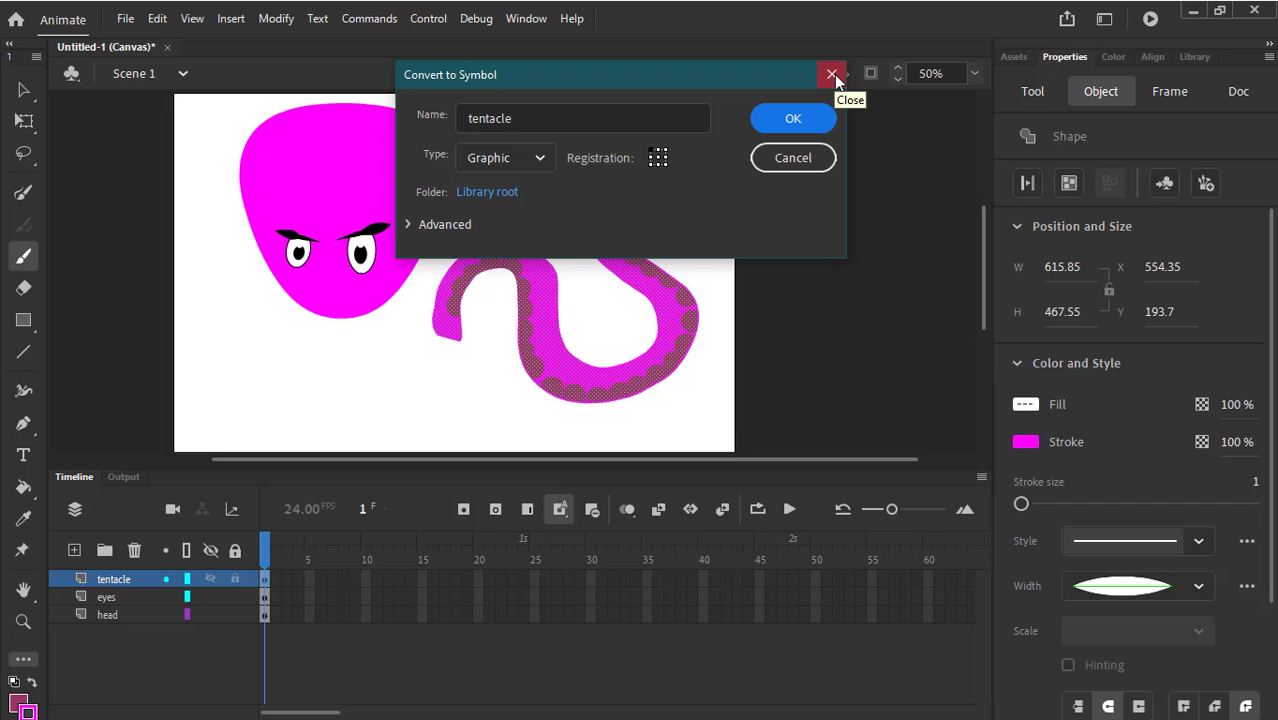 Animate File Edit View Insert Modify Text Commands Control Debug Window Help
Untitled-1 (Canvas)*
Scene 1
50%
Convert to Symbol
Close
Name: tentacle OK
Type: Graphic Registration: Cancel
Folder: Library root
Advanced
1
Assets Properties Color Align Library
Tool Object Frame Doc
Shape
Position and Size
W 615.85 X 554.35
H 467.55 Y 193.7
Color and Style
Fill 100 %
Stroke 100 %
Stroke size 1
Style
Width
Scale
Hinting
Timeline Output
24.00 FPS 1 F
1s 2s
5 10 15 20 25 30 35 40 45 50 55 60
tentacle
eyes
head